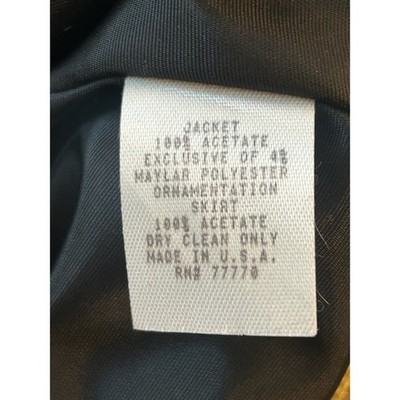 JACKET
100% ACETATE
EXCLUSIVE OF 4%
MAYLAR POLYESTER
ORNAMENTATION
SKIRT
100% ACETATE
DRY CLEAN ONLY
MADE IN U.S.A.
RN# 77770